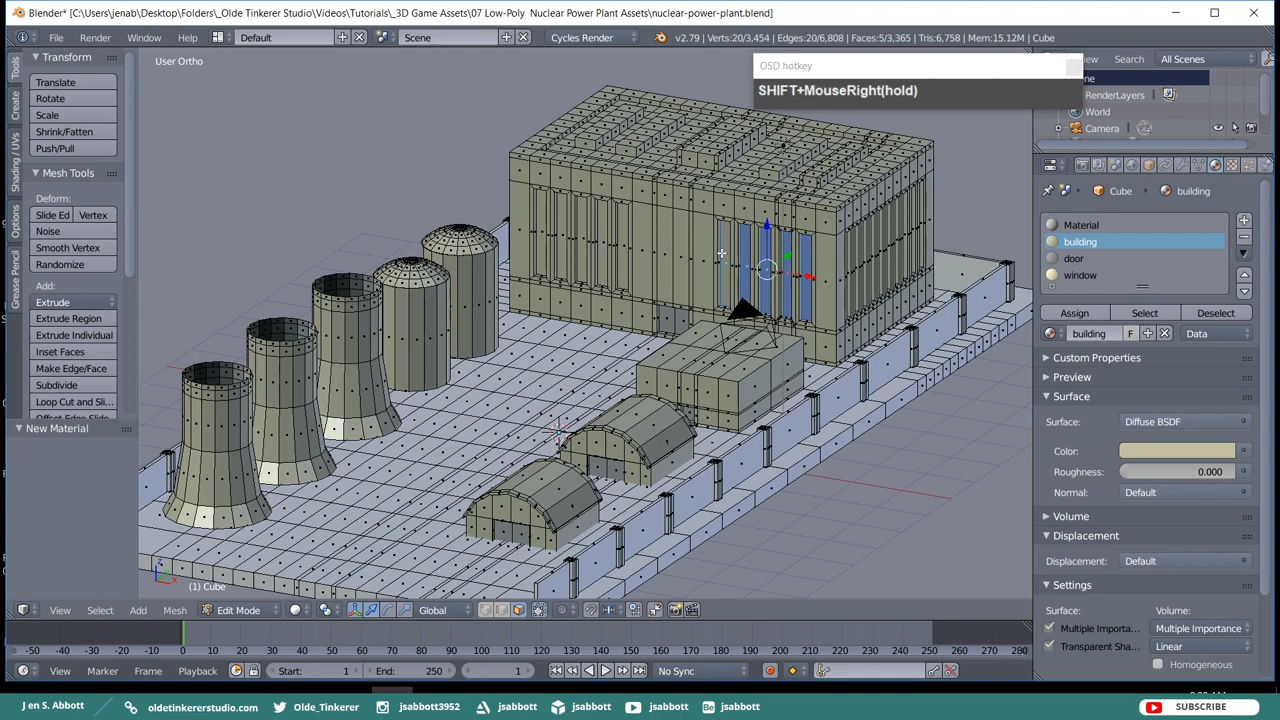 Blender* [C:\Users\jenab\Desktop\Folders\_Olde Tinkerer Studio\Videos\Tutorials\_3D Game Assets\07 Low-Poly  Nuclear Power Plant Assets\nuclear-power-plant.blend]
File Render Window Help Default Scene Cycles Render v2.79 | Verts:20/3,454 | Edges:20/6,808 | Faces:5/3,365 | Tris:6,758 | Mem:15.12M | Cube
Transform
Translate
Rotate
Scale
Shrink/Fatten
Push/Pull
Mesh Tools
Deform:
Slide Ed Vertex
Noise
Smooth Vertex
Randomize
Add:
Extrude
Extrude Region
Extrude Individual
Inset Faces
Make Edge/Face
Subdivide
Loop Cut and Sli...
Offset Edge Slide
New Material
Tools
Create
Shading / UVs
Options
Grease Pencil
User Ortho
OSD hotkey
SHIFT+MouseRight(hold)
(1) Cube
View Select Add Mesh Edit Mode Global
-50 -40 -30 -20 -10 0 10 20 30 40 50 60 70 80 90 100 110 120 130 140 150 160 170 180 190 200 210 220 230 240 250 260 270 280
View Marker Frame Playback Start: 1 End: 250 1 No Sync
Search All Scenes
RenderLayers
World
Camera
Cube building
Material
building
door
window
Assign Select Deselect
building F Data
Custom Properties
Preview
Surface
Surface: Diffuse BSDF
Color:
Roughness: 0.000
Normal: Default
Volume
Displacement
Displacement: Default
Settings
Surface: Volume:
Multiple Importa... Multiple Importance
Transparent Sha... Linear
Homogeneous
J en S. Abbott oldetinkererstudio.com Olde_Tinkerer jsabbott3952 jsabbott jsabbott jsabbott jsabbott SUBSCRIBE